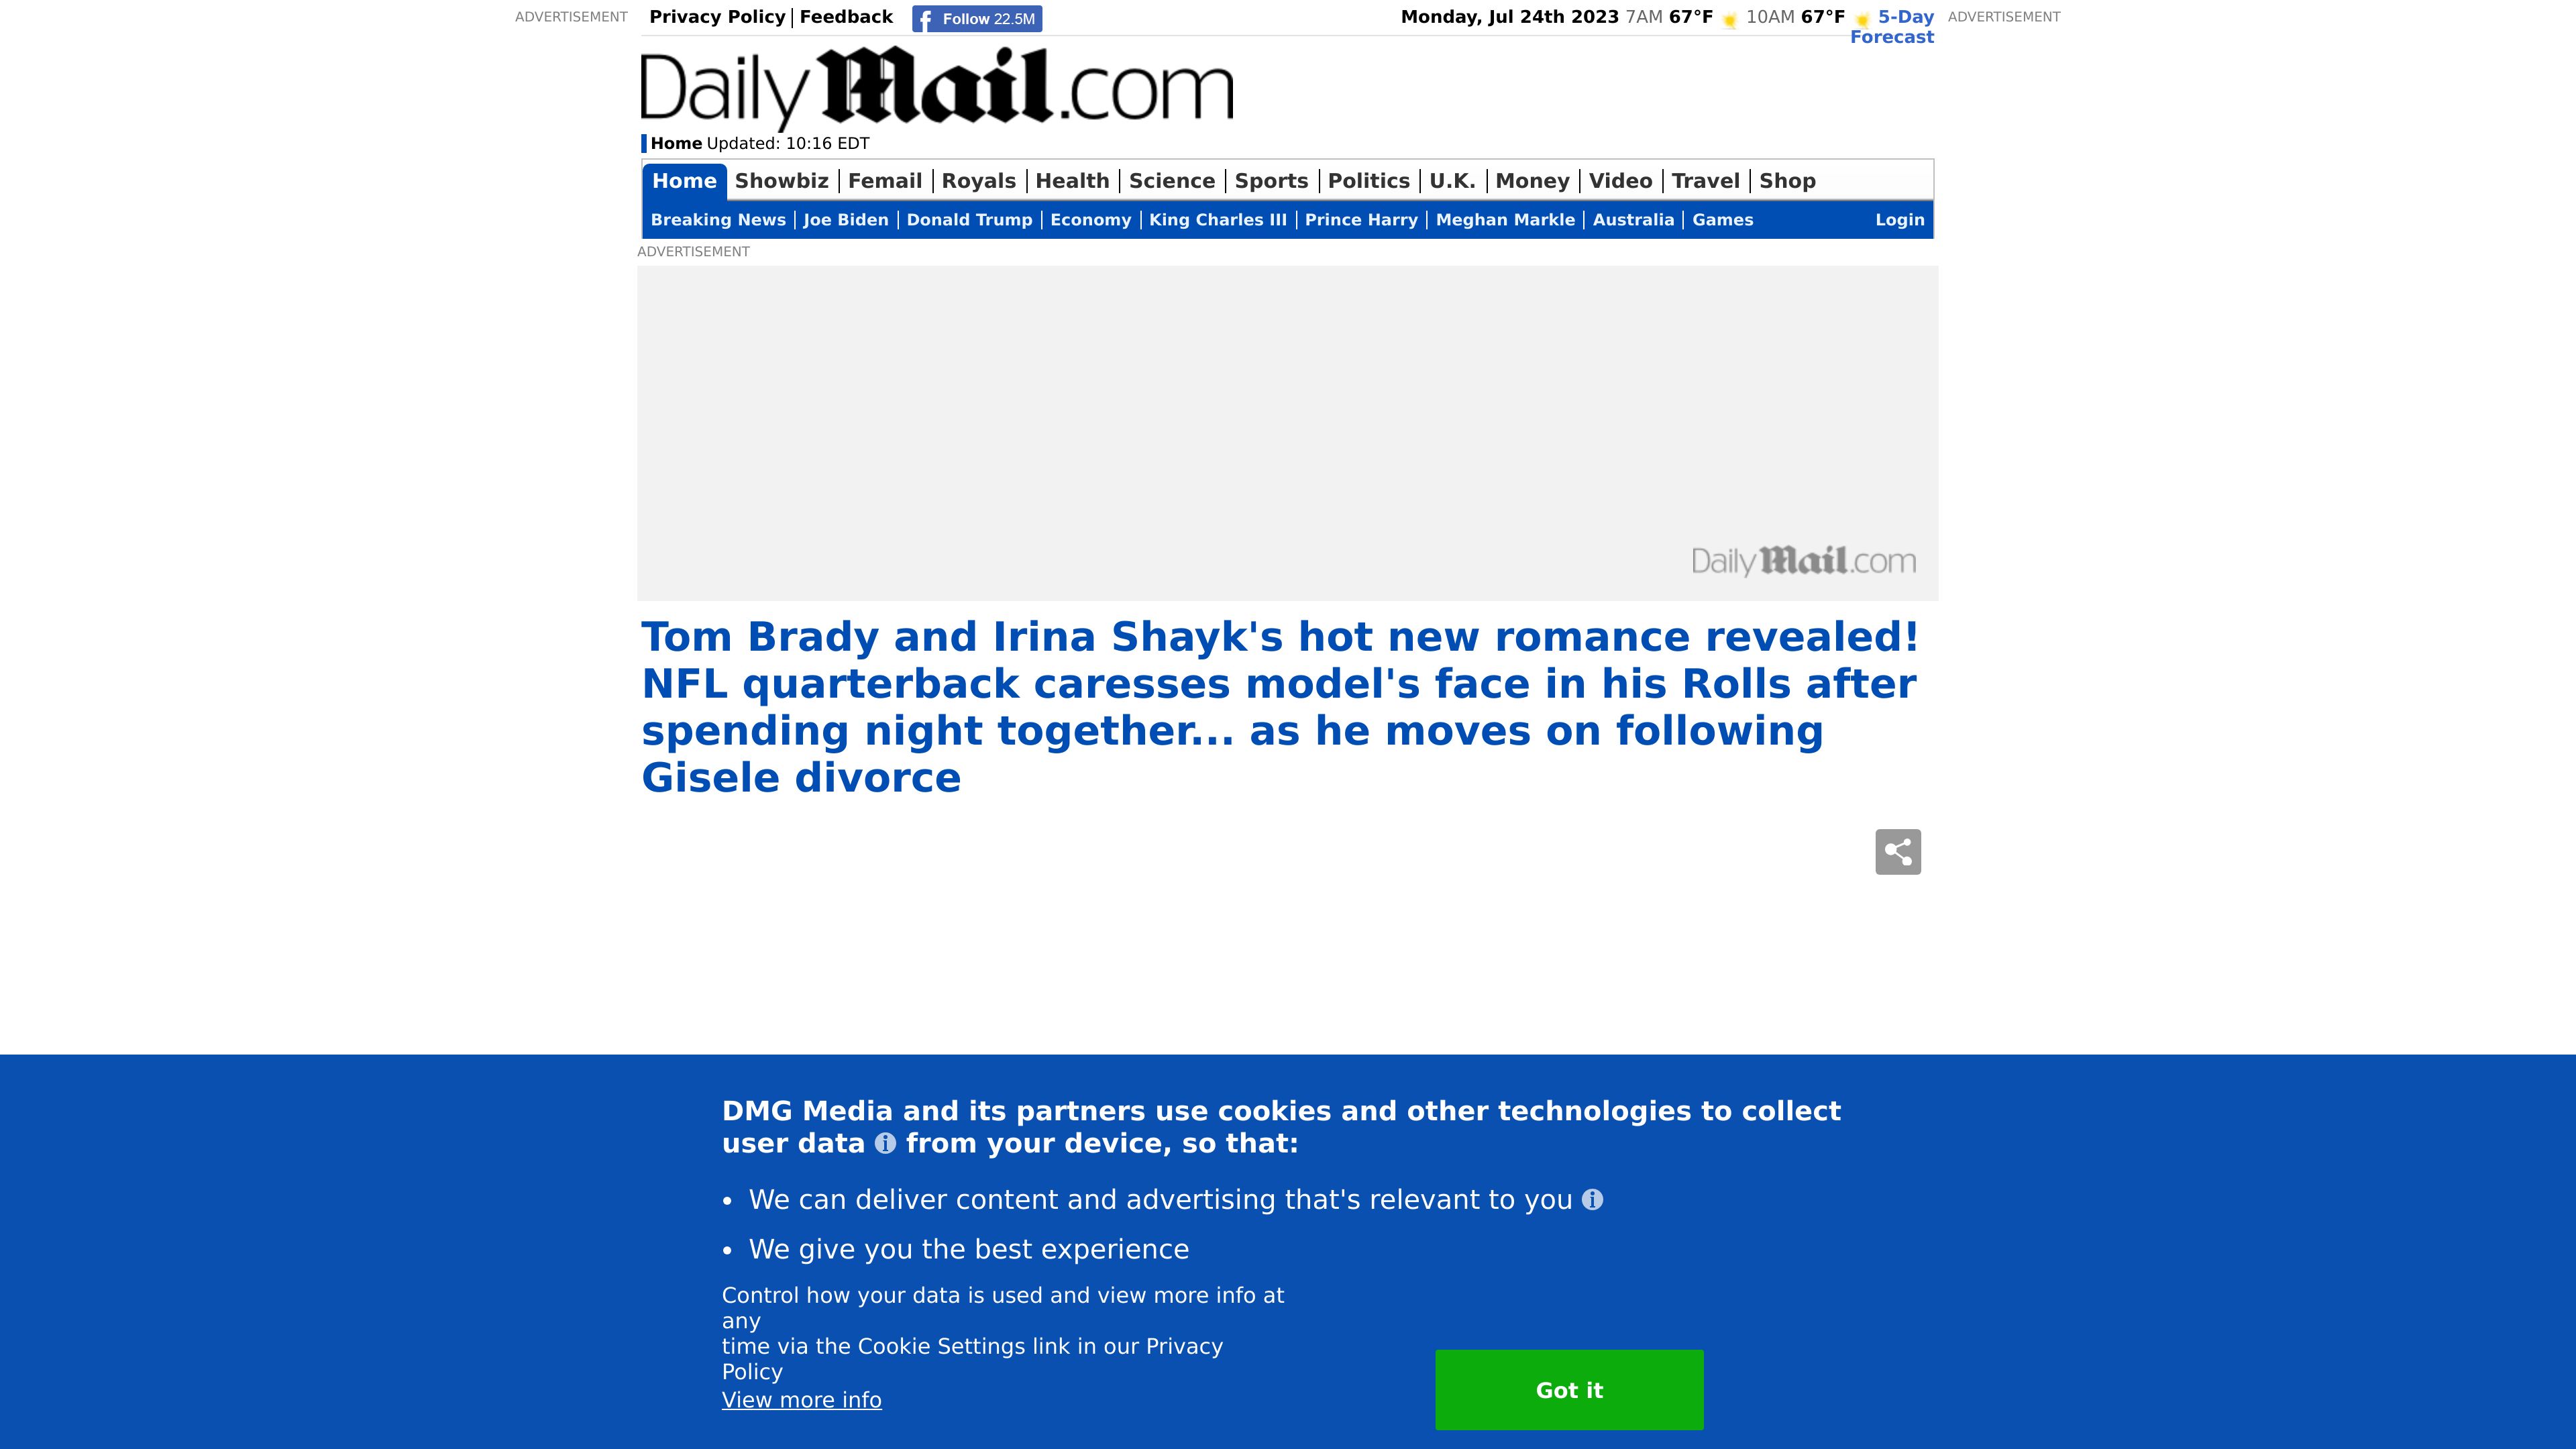 ADVERTISEMENT
Privacy Policy Feedback Follow 22.5M Monday, Jul 24th 2023 7AM 67°F 10AM 67°F 5-Day Forecast
ADVERTISEMENT
DailyMail.com
Home Updated: 10:16 EDT
Home Showbiz Femail Royals Health Science Sports Politics U.K. Money Video Travel Shop
Breaking News Joe Biden Donald Trump Economy King Charles III Prince Harry Meghan Markle Australia Games Login
ADVERTISEMENT
DailyMail.com
Tom Brady and Irina Shayk's hot new romance revealed!
NFL quarterback caresses model's face in his Rolls after
spending night together... as he moves on following
Gisele divorce
DMG Media and its partners use cookies and other technologies to collect
user data i from your device, so that:
• We can deliver content and advertising that's relevant to you i
• We give you the best experience
Control how your data is used and view more info at
any
time via the Cookie Settings link in our Privacy
Policy
View more info
Got it